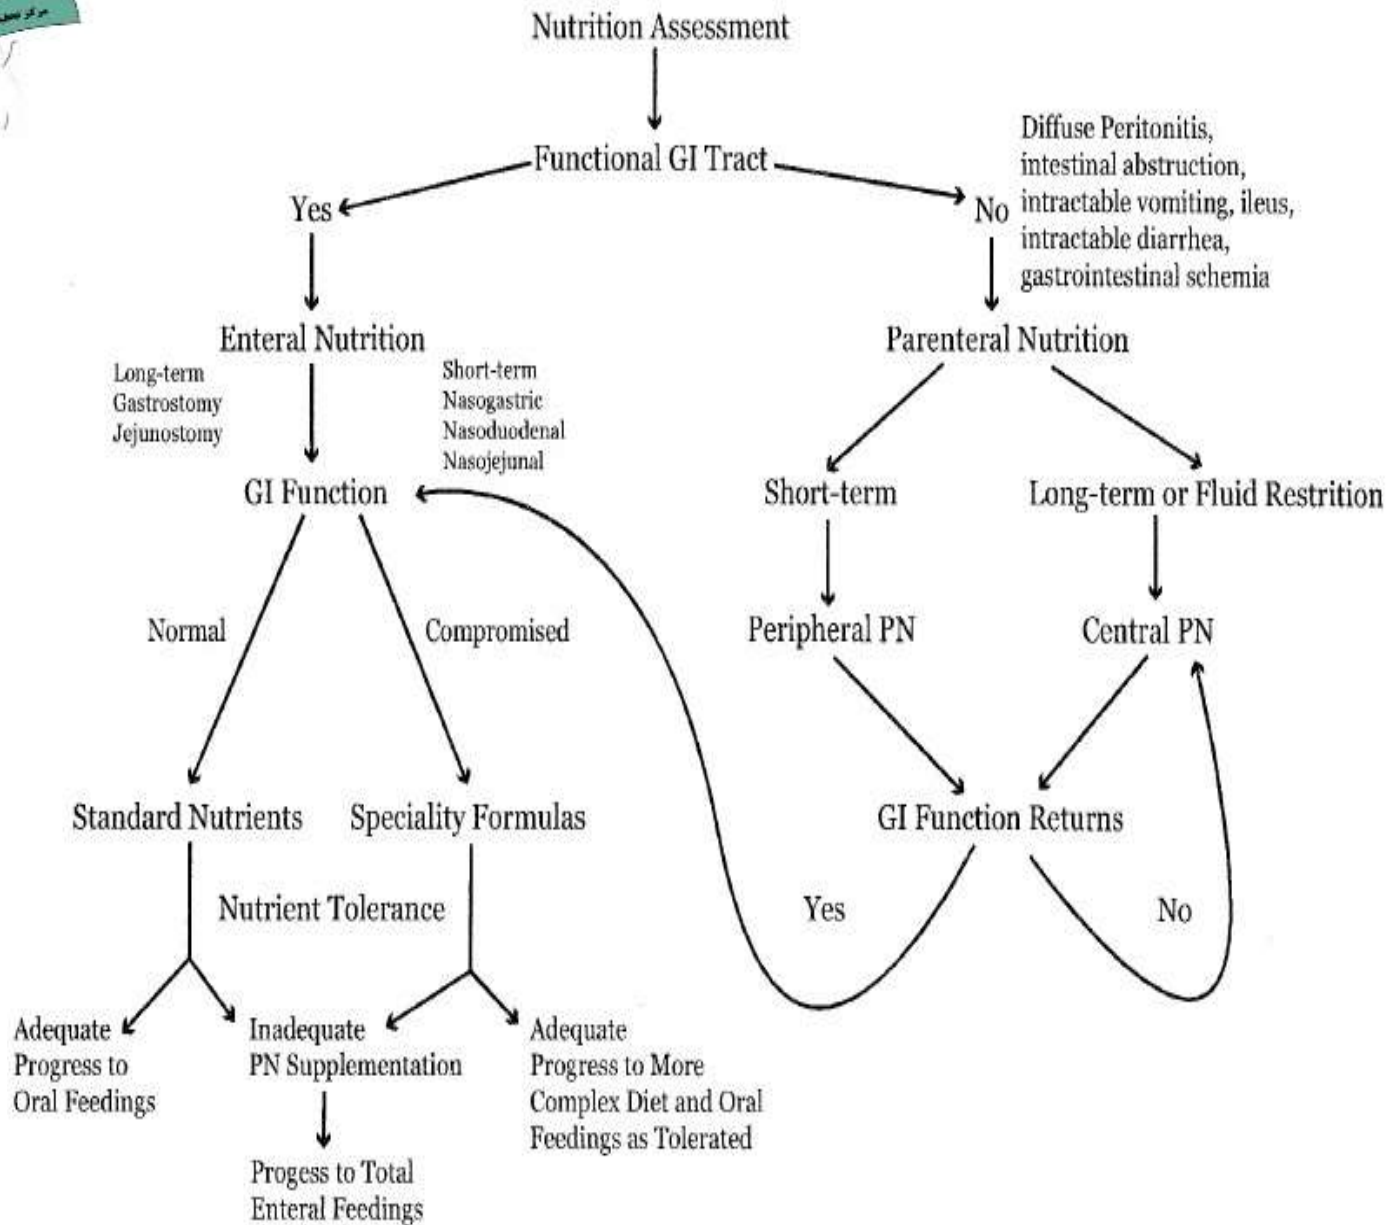 مرکز تحقی
Nutrition Assessment
Functional GI Tract
Yes
No
Diffuse Peritonitis,
intestinal abstruction,
intractable vomiting, ileus,
intractable diarrhea,
gastrointestinal schemia
Enteral Nutrition
Long-term
Gastrostomy
Jejunostomy
Short-term
Nasogastric
Nasoduodenal
Nasojejunal
Parenteral Nutrition
GI Function
Short-term
Long-term or Fluid Restrition
Normal
Compromised
Peripheral PN
Central PN
Standard Nutrients
Speciality Formulas
GI Function Returns
Nutrient Tolerance
Yes
No
Adequate
Progress to
Oral Feedings
Inadequate
PN Supplementation
Adequate
Progress to More
Complex Diet and Oral
Feedings as Tolerated
Progess to Total
Enteral Feedings